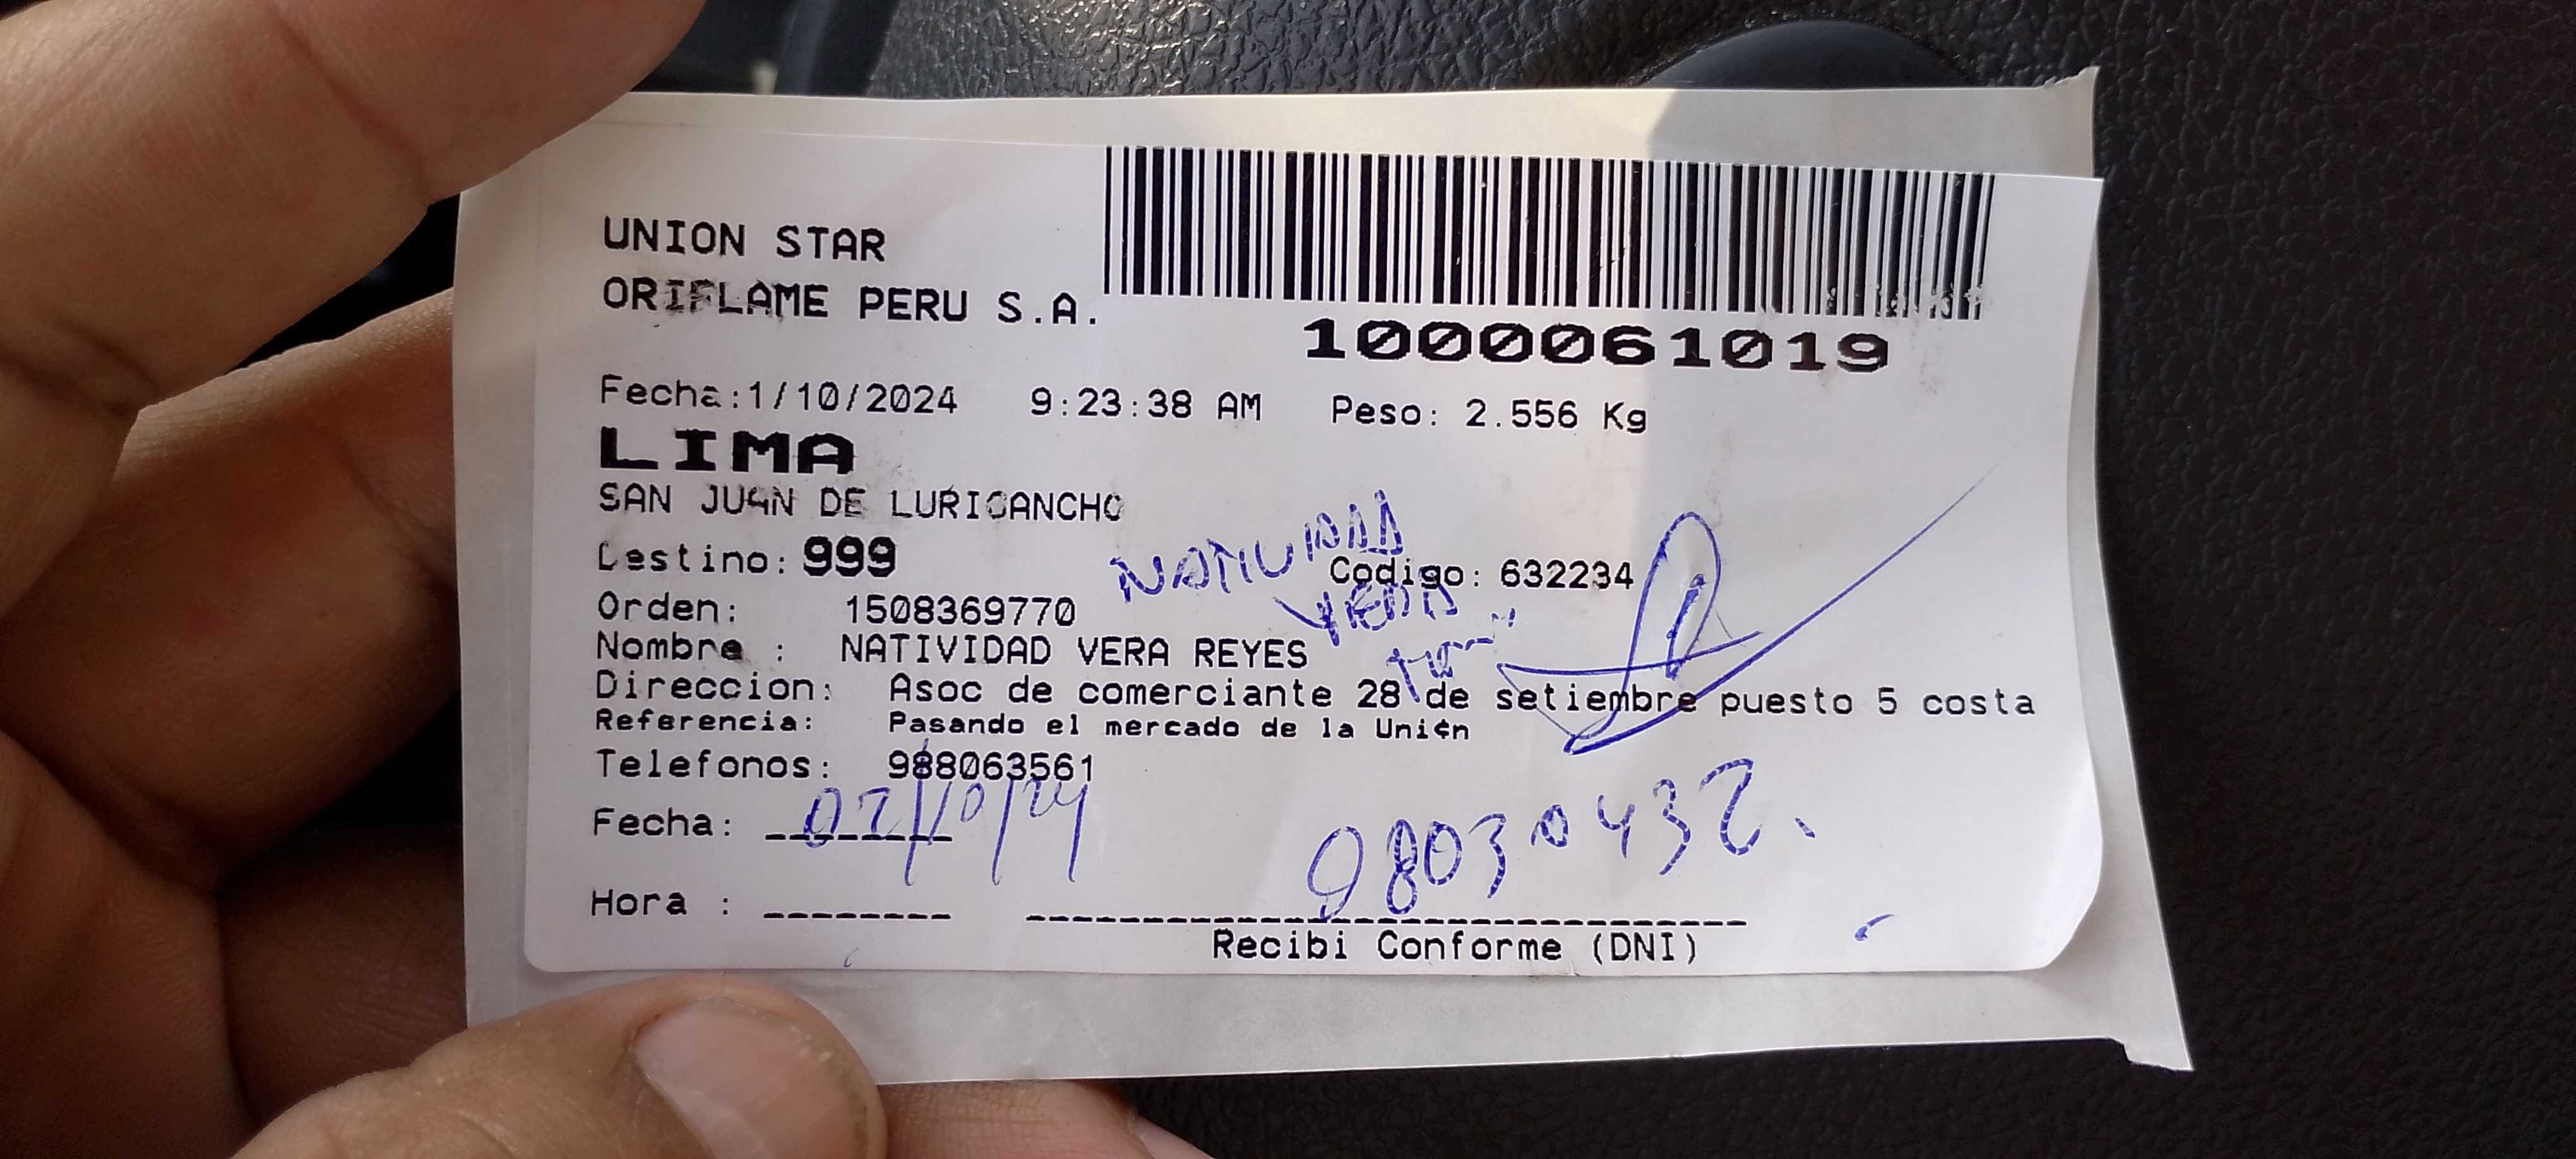 UNION STAR
ORIFLAME PERU S.A.
1000061019
Fecha:1/10/2024 9:23:38 AM Peso: 2.556 Kg
LIMA
SAN JUAN DE LURIGANCHO
Destino: 999
NATIVIDAD
Codigo: 632234
Orden: 1508369770
VERA
Nombre : NATIVIDAD VERA REYES
Direccion: Asoc de comerciante 28 de setiembre puesto 5 costa
Referencia: Pasando el mercado de la Uni¢n
Telefonos: 988063561
Fecha: 02/10/24
98030432.
Hora :
Recibi Conforme (DNI)